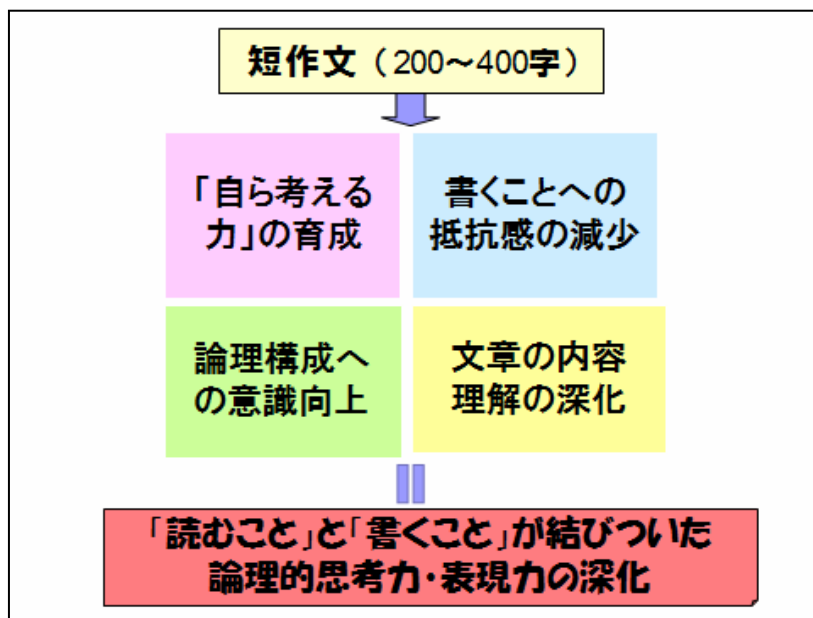 短作文（200～400字）
「自ら考える
力」の育成
書くことへの
抵抗感の減少
論理構成へ
の意識向上
文章の内容
理解の深化
「読むこと」と「書くこと」が結びついた
論理的思考力・表現力の深化